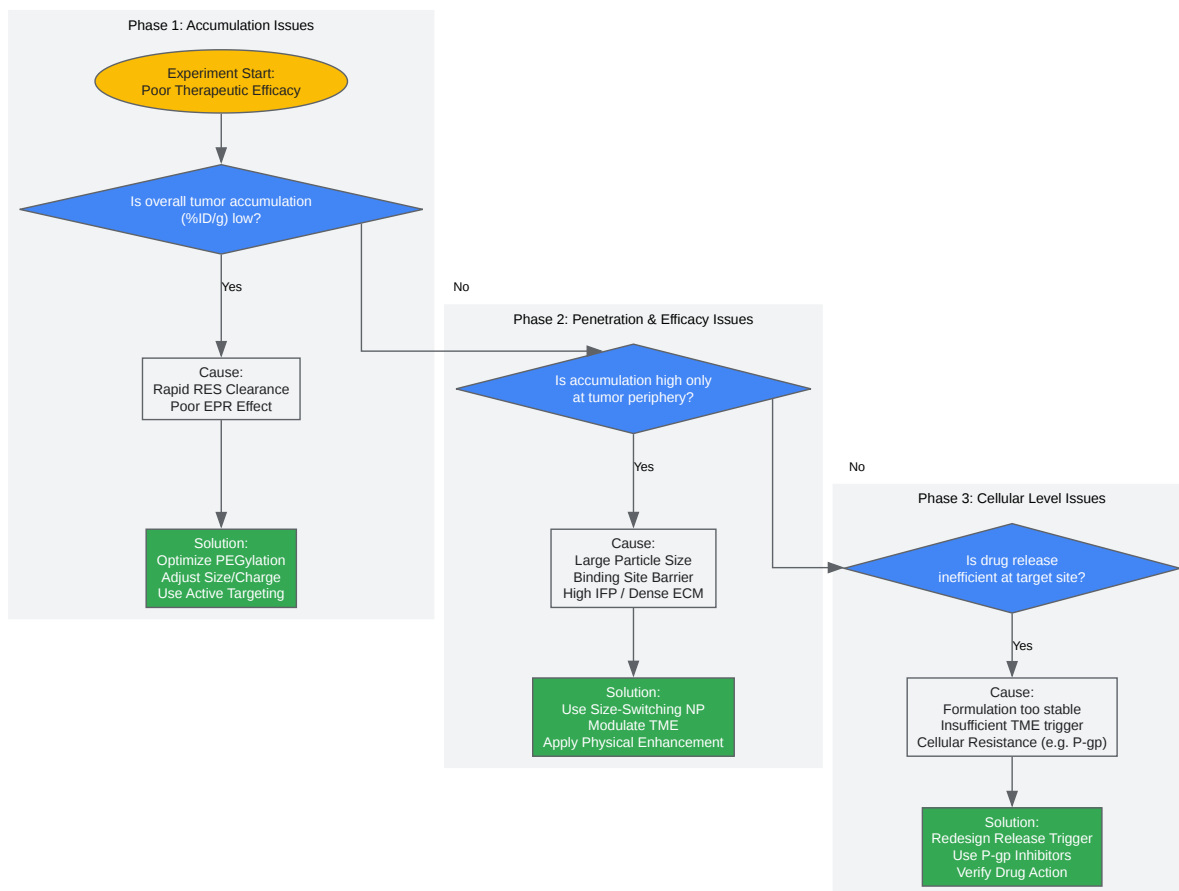 Phase 1: Accumulation Issues
Experiment Start:
Poor Therapeutic Efficacy
Is overall tumor accumulation
(%ID/g) low?
Yes
No
Cause:
Rapid RES Clearance
Poor EPR Effect
Solution:
Optimize PEGylation
Adjust Size/Charge
Use Active Targeting
Phase 2: Penetration & Efficacy Issues
Is accumulation high only
at tumor periphery?
Yes
No
Cause:
Large Particle Size
Binding Site Barrier
High IFP / Dense ECM
Solution:
Use Size-Switching NP
Modulate TME
Apply Physical Enhancement
Phase 3: Cellular Level Issues
Is drug release
inefficient at target site?
Yes
Cause:
Formulation too stable
Insufficient TME trigger
Cellular Resistance (e.g. P-gp)
Solution:
Redesign Release Trigger
Use P-gp Inhibitors
Verify Drug Action